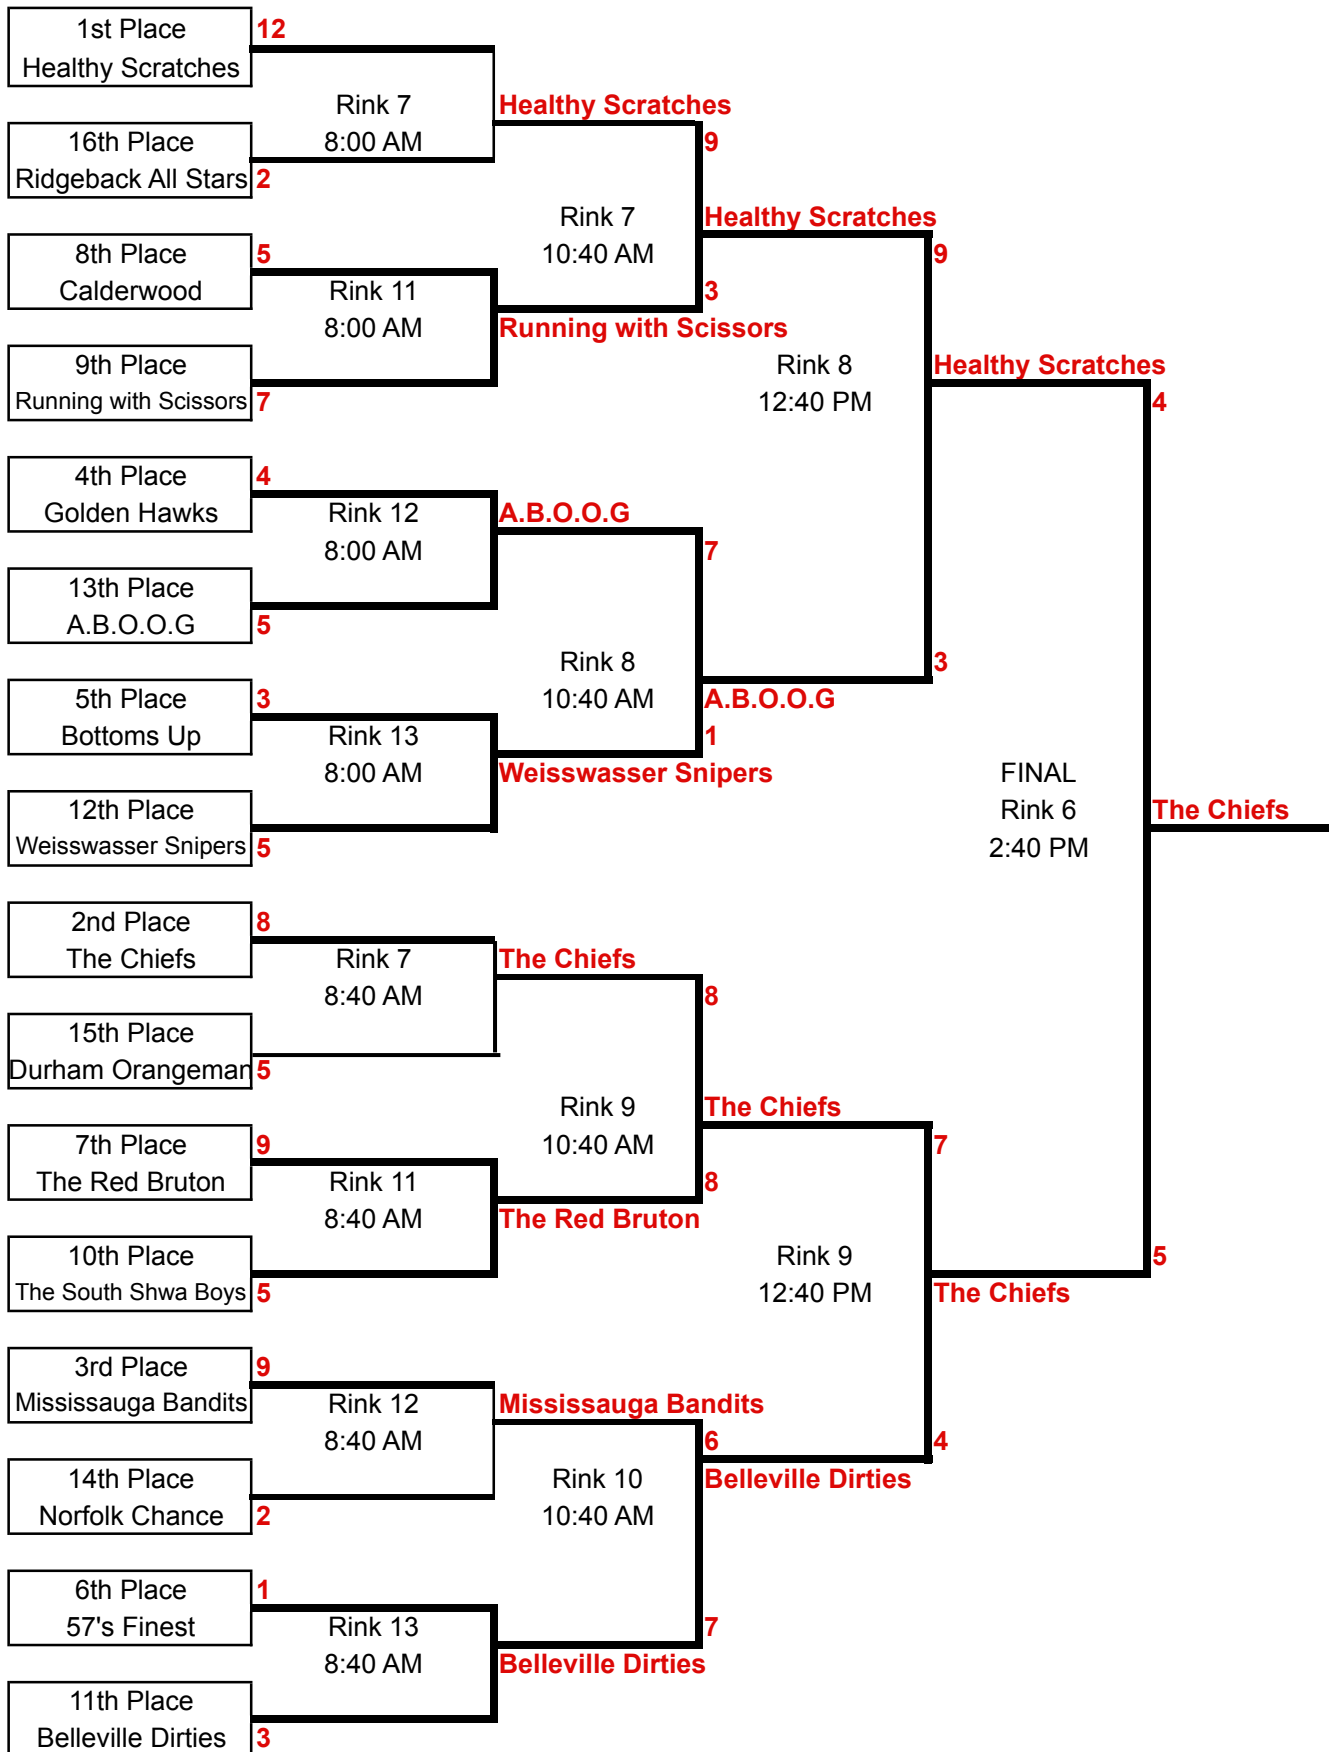 1st Place
Healthy Scratches
12
Rink 7
8:00 AM
16th Place
Ridgeback All Stars
2
Healthy Scratches
9
8th Place
Calderwood
5
Rink 11
8:00 AM
9th Place
Running with Scissors
7
Rink 7
10:40 AM
3
Running with Scissors
Healthy Scratches
9
4th Place
Golden Hawks
4
Rink 12
8:00 AM
13th Place
A.B.O.O.G
5
A.B.O.O.G
7
5th Place
Bottoms Up
3
Rink 13
8:00 AM
12th Place
Weisswasser Snipers
5
Rink 8
10:40 AM
1
Weisswasser Snipers
Rink 8
12:40 PM
3
A.B.O.O.G
Healthy Scratches
4
2nd Place
The Chiefs
8
Rink 7
8:40 AM
15th Place
Durham Orangeman
5
The Chiefs
8
7th Place
The Red Bruton
9
Rink 11
8:40 AM
10th Place
The South Shwa Boys
5
Rink 9
10:40 AM
8
The Red Bruton
The Chiefs
7
3rd Place
Mississauga Bandits
9
Rink 12
8:40 AM
14th Place
Norfolk Chance
2
Mississauga Bandits
6
6th Place
57's Finest
1
Rink 13
8:40 AM
11th Place
Belleville Dirties
3
Rink 10
10:40 AM
7
Belleville Dirties
Rink 9
12:40 PM
4
Belleville Dirties
5
The Chiefs
FINAL
Rink 6
2:40 PM
The Chiefs